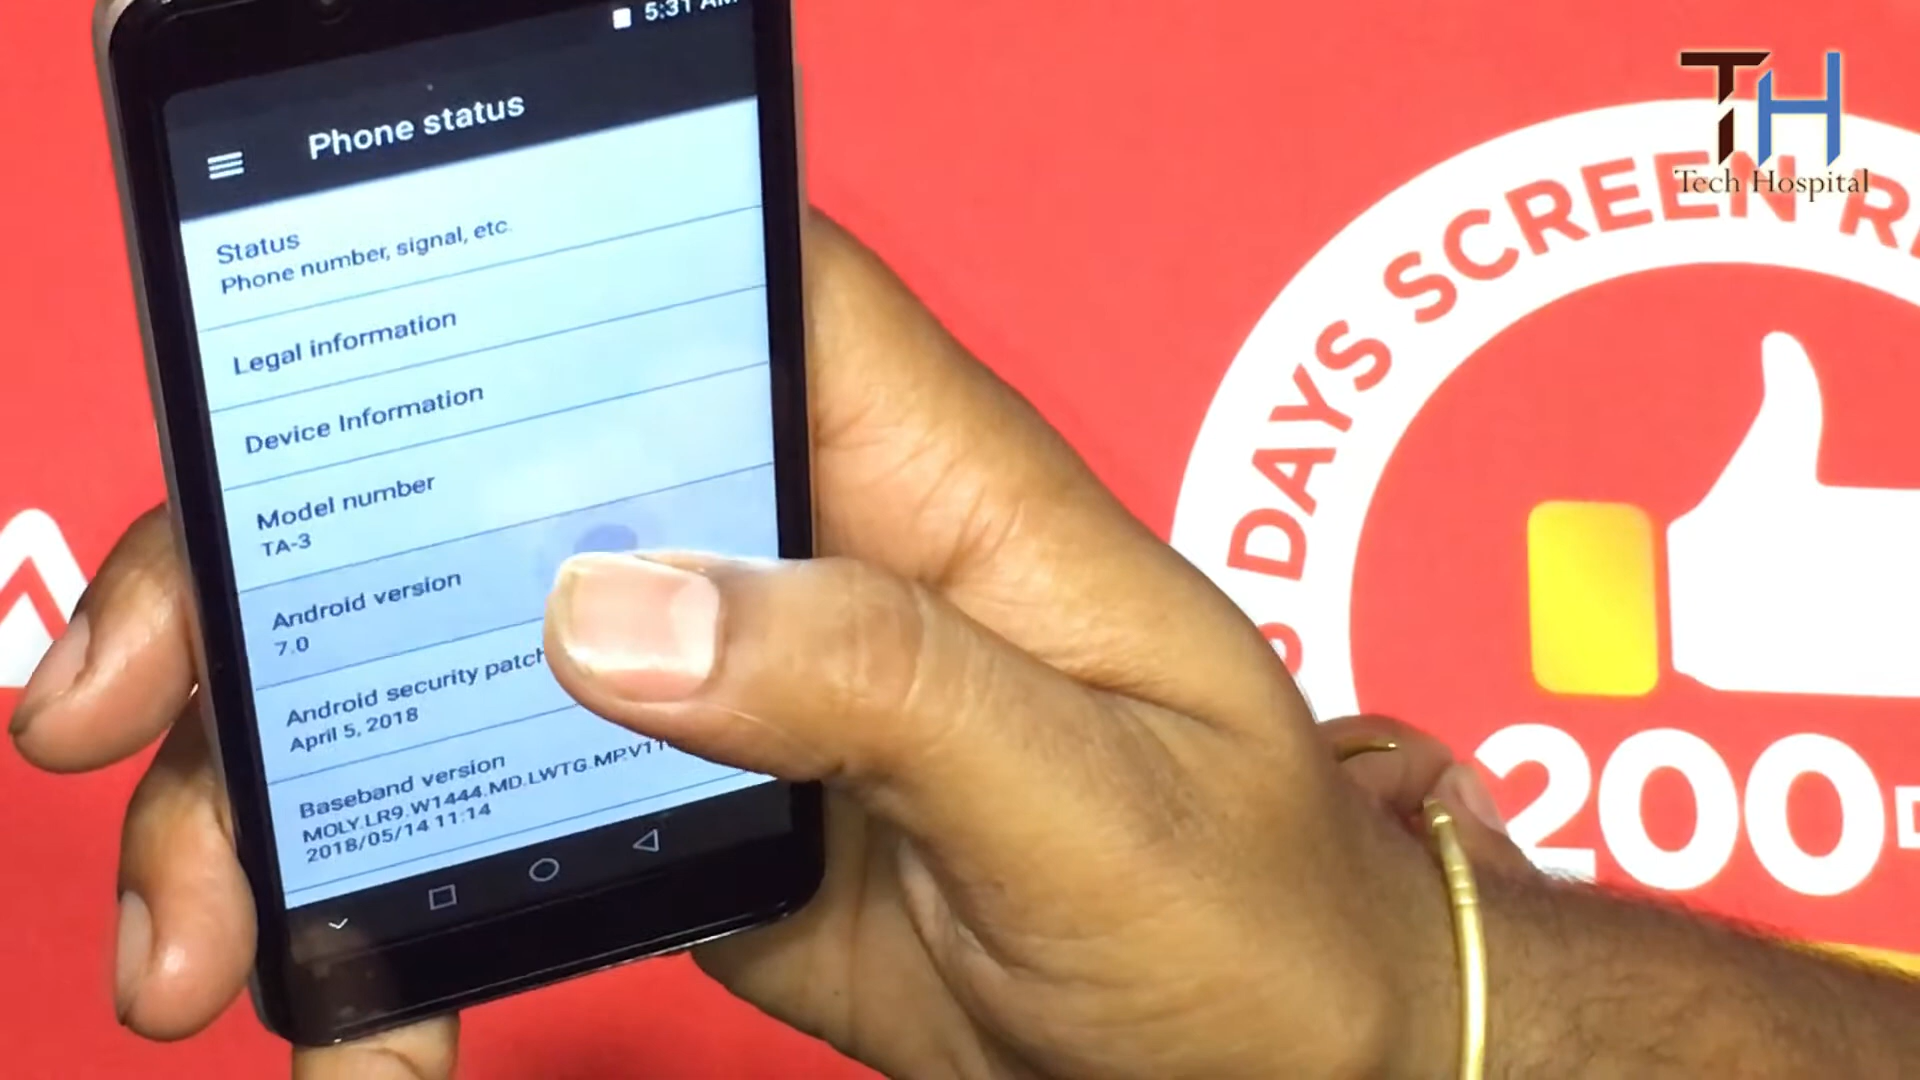 5:31 AM
Phone status
Status
Phone number, signal, etc.
Legal information
Device Information
Model number
TA-3
Android version
7.0
Android security patch
April 5, 2018
Baseband version
MOLY.LR9.W1444.MD.LWTG.MP.V11
2018/05/14 11:14
TH
Tech Hospital
DAYS SCREEN
200